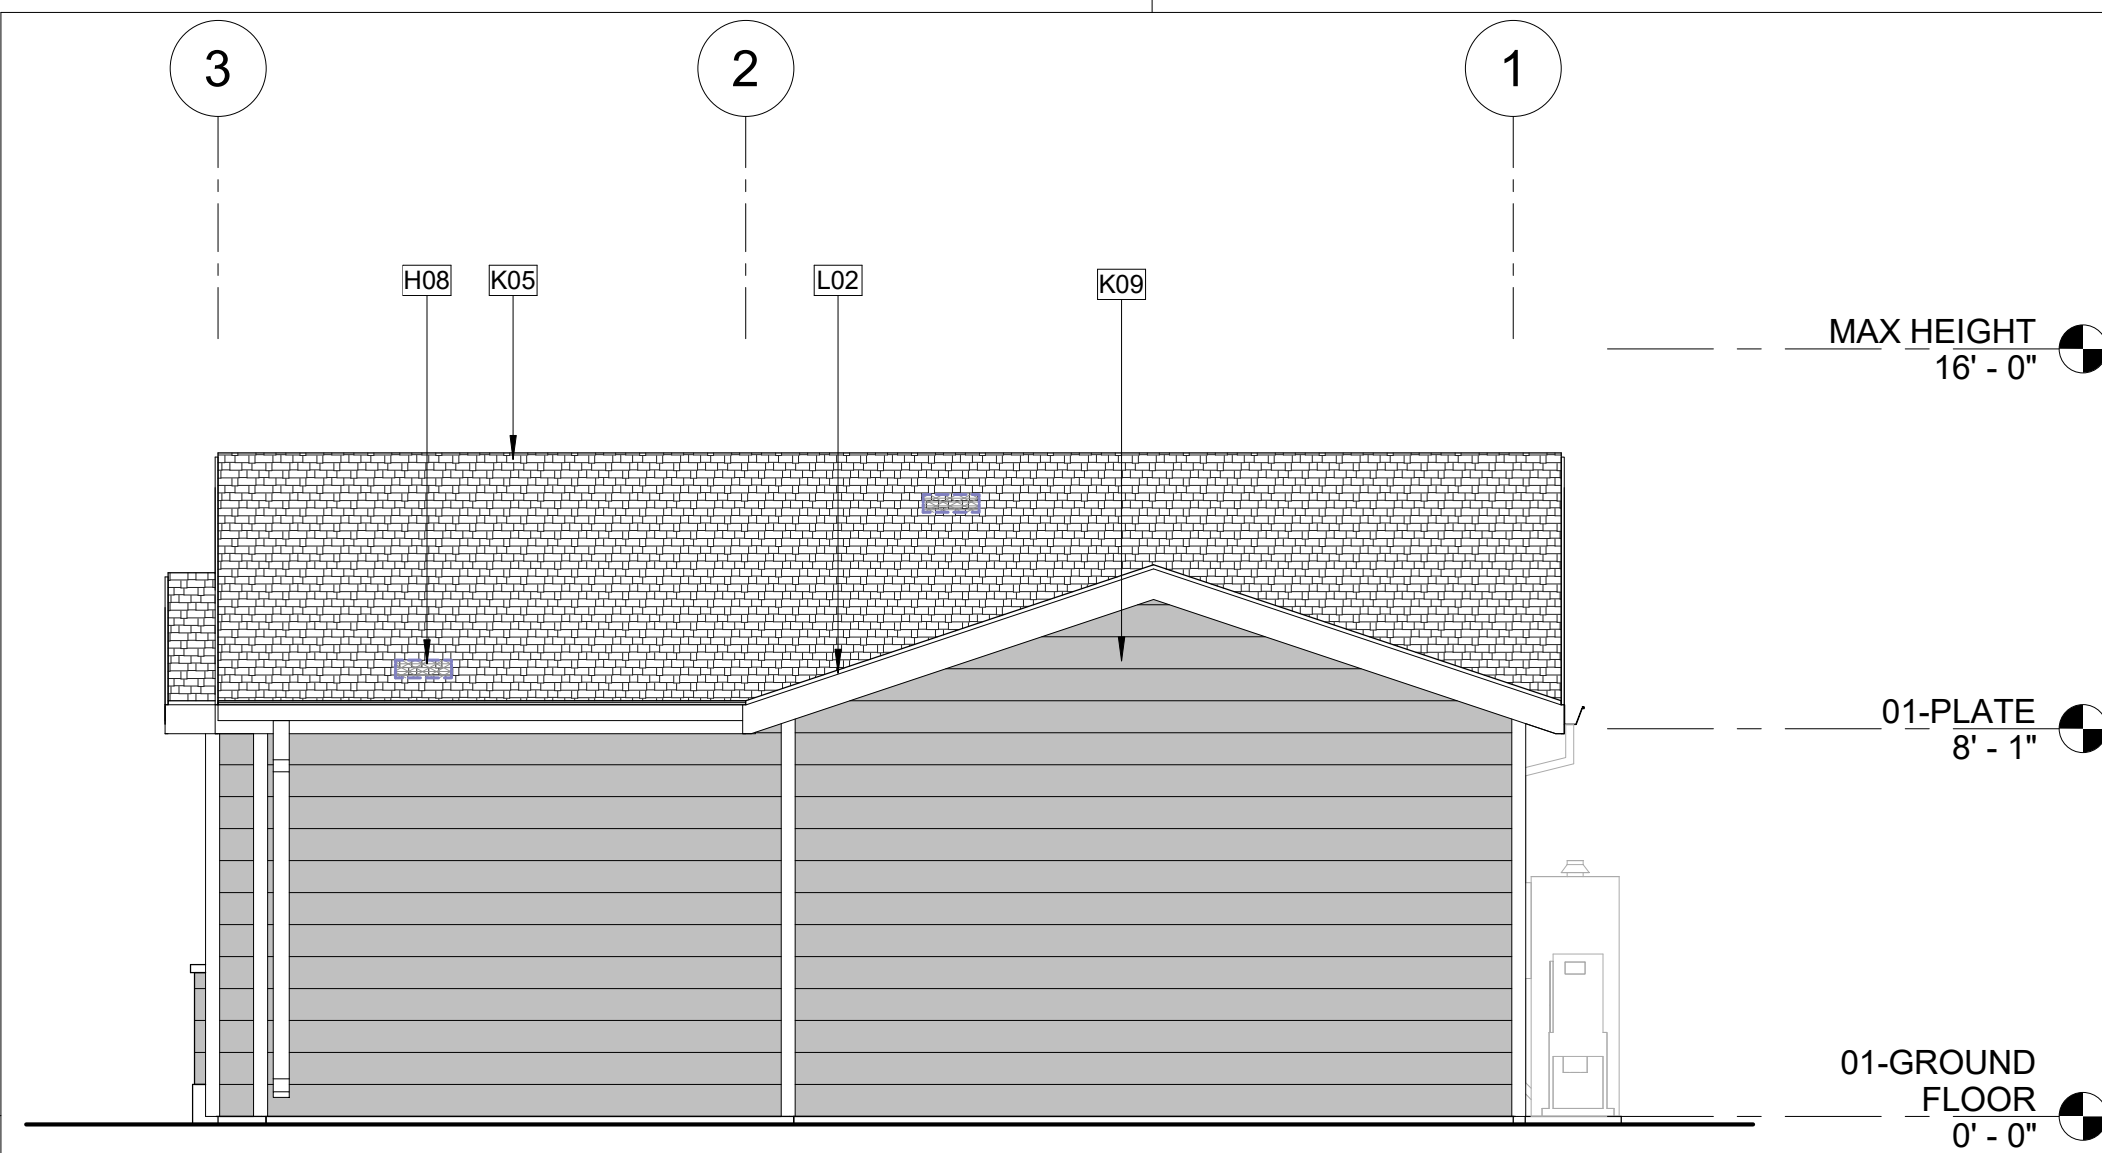 3
2
1
H08
K05
L02
K09
MAX HEIGHT
16' - 0"
01-PLATE
8' - 1"
01-GROUND
FLOOR
0' - 0"